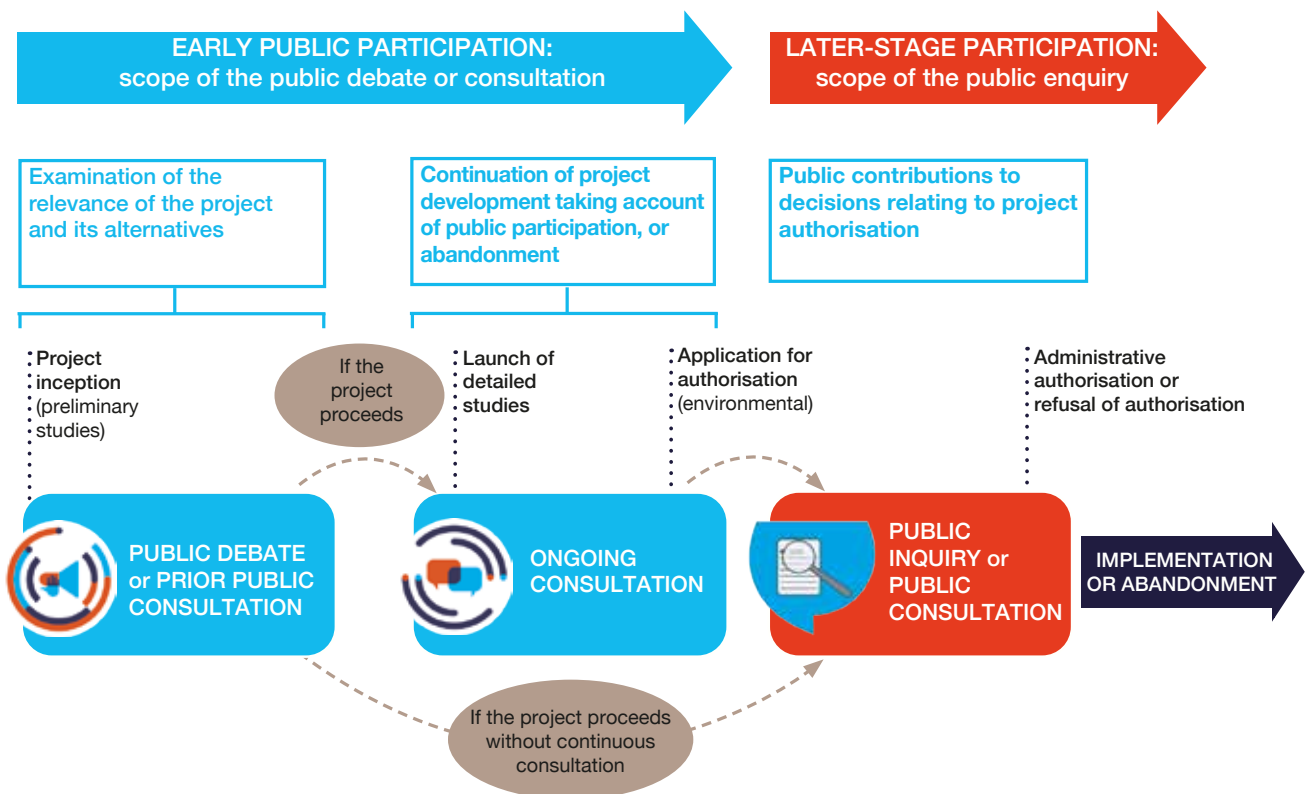 EARLY PUBLIC PARTICIPATION:
scope of the public debate or consultation
LATER-STAGE PARTICIPATION:
scope of the public enquiry
Examination of the
relevance of the project
and its alternatives
Continuation of project
development taking account
of public participation, or
abandonment
Public contributions to
decisions relating to project
authorisation
Project
inception
(preliminary
studies)
If the
project
proceeds
Launch of
detailed
studies
Application for
authorisation
(environmental)
Administrative
authorisation or
refusal of authorisation
PUBLIC DEBATE
or PRIOR PUBLIC
CONSULTATION
ONGOING
CONSULTATION
PUBLIC
INQUIRY or
PUBLIC
CONSULTATION
IMPLEMENTATION
OR ABANDONMENT
If the project proceeds
without continuous
consultation